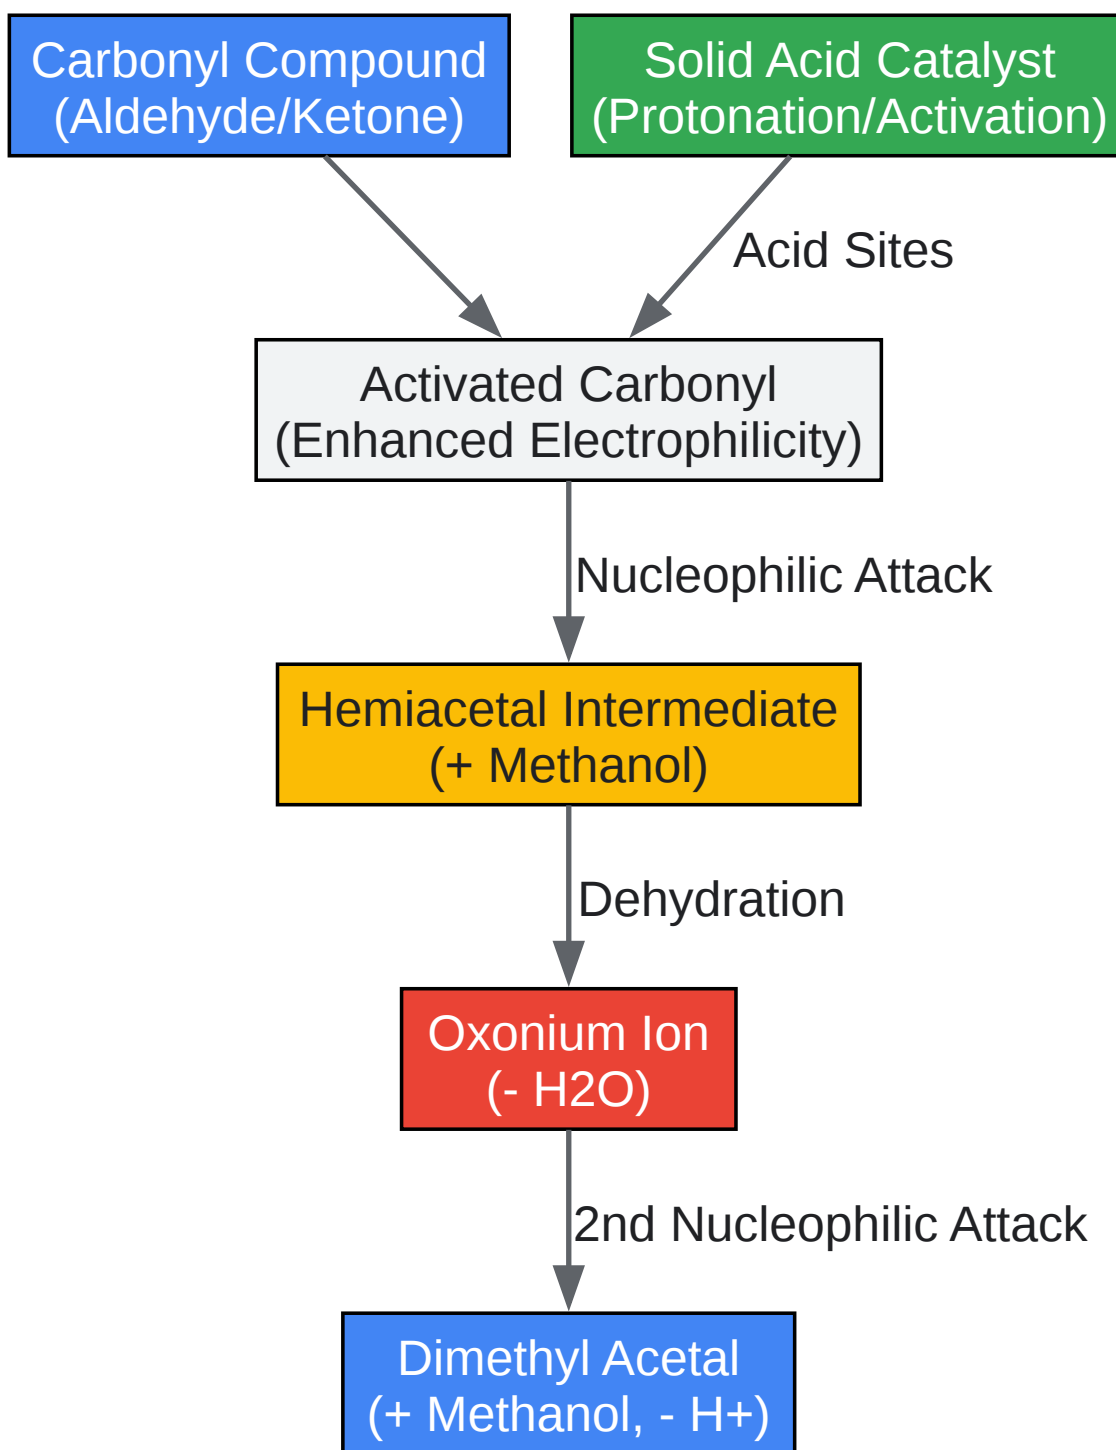 Carbonyl Compound
(Aldehyde/Ketone)
Solid Acid Catalyst
(Protonation/Activation)
Acid Sites
Activated Carbonyl
(Enhanced Electrophilicity)
Nucleophilic Attack
Hemiacetal Intermediate
(+ Methanol)
Dehydration
Oxonium Ion
(- H2O)
2nd Nucleophilic Attack
Dimethyl Acetal
(+ Methanol, - H+)